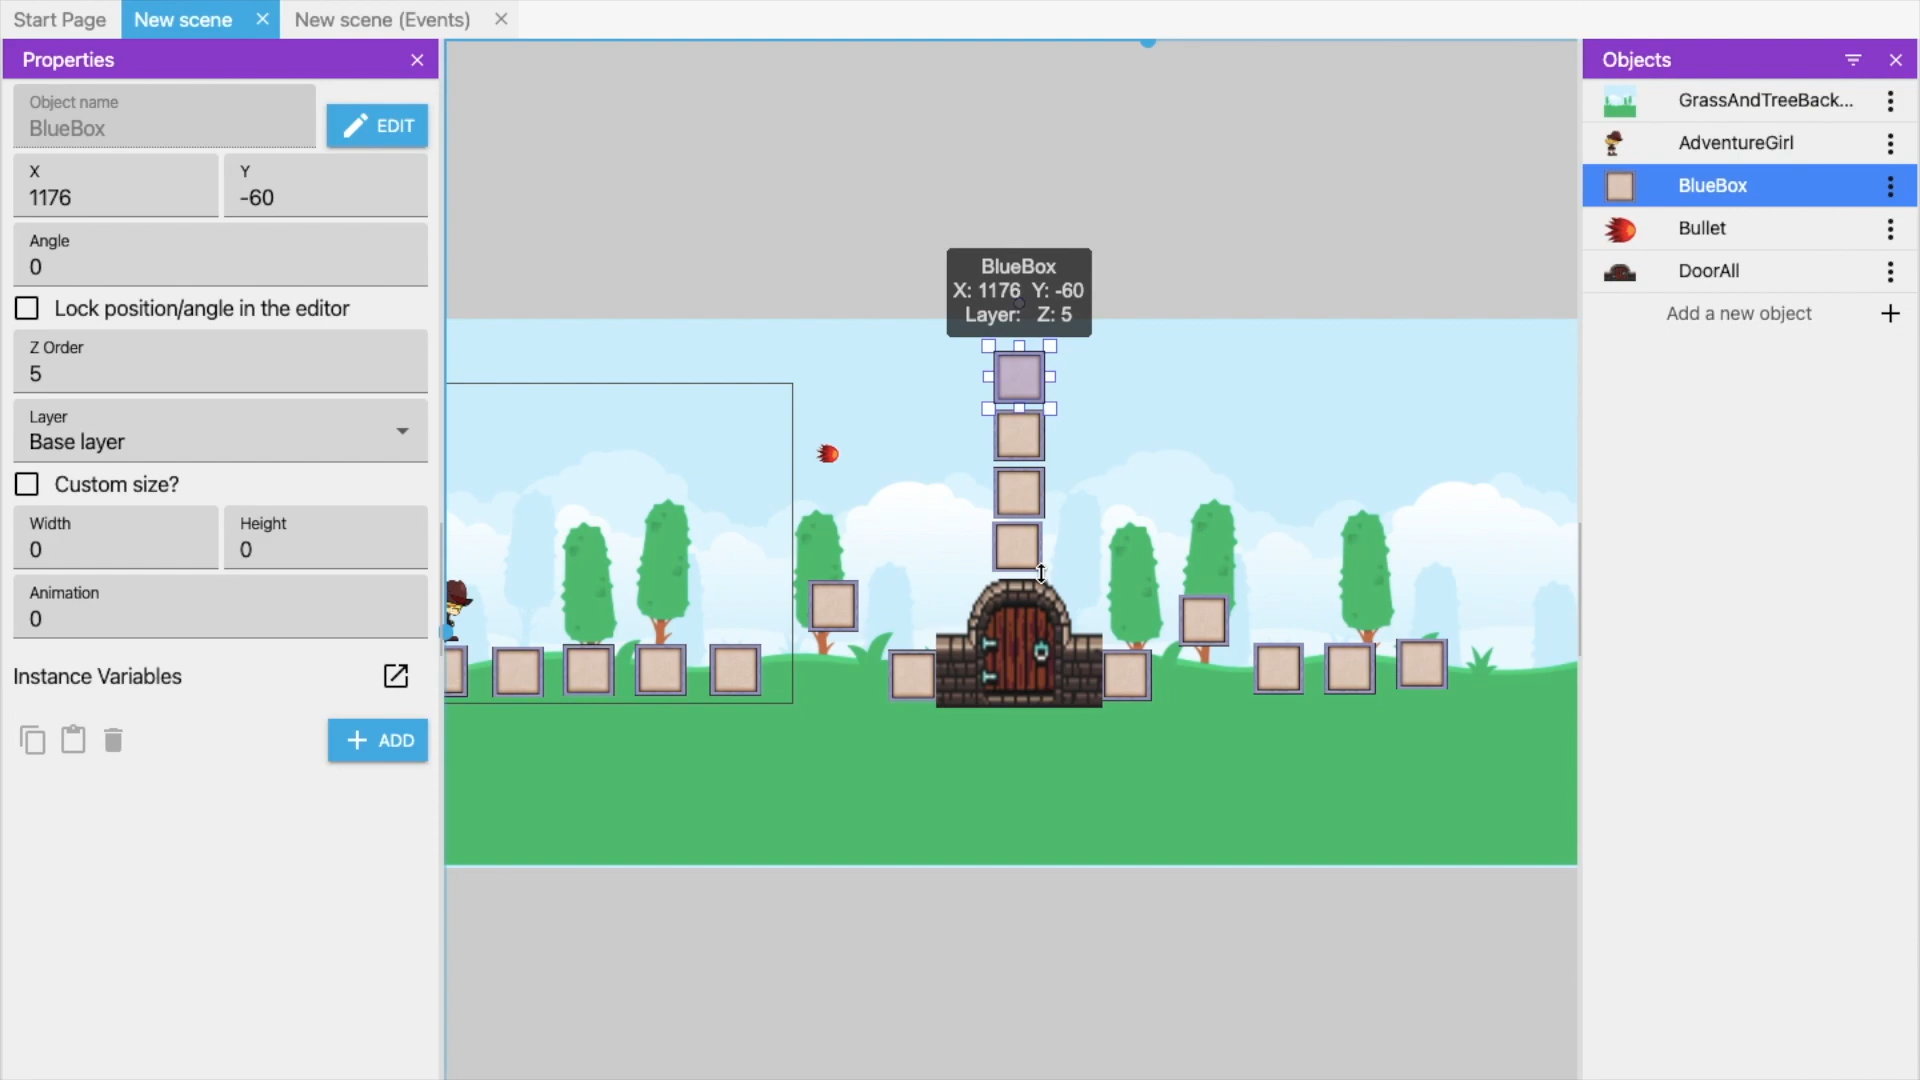 Start Page
New scene
New scene (Events)
Properties
Object name
BlueBox
EDIT
X
1176
Y
-60
Angle
0
Lock position/angle in the editor
Z Order
5
Layer
Base layer
Custom size?
Width
0
Height
0
Animation
0
Instance Variables
ADD
BlueBox
X: 1176 Y: -60
Layer: Z: 5
Objects
GrassAndTreeBack...
AdventureGirl
BlueBox
Bullet
DoorAll
Add a new object